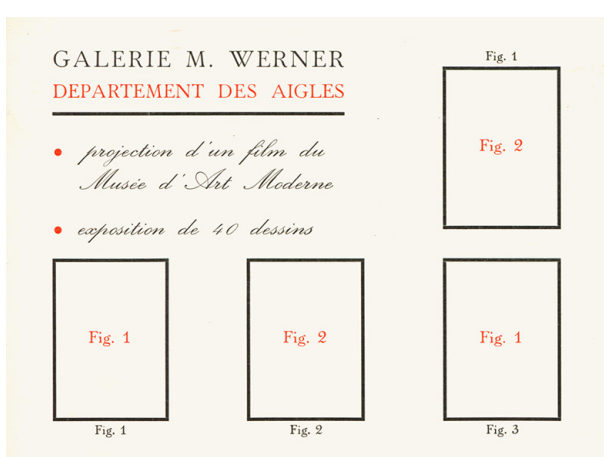 GALERIE M. WERNER
DEPARTEMENT DES AIGLES
• projection d'un film du
Musée d'Art Moderne
• exposition de 40 dessins
Fig. 1
Fig. 2
Fig. 1
Fig. 2
Fig. 1
Fig. 1
Fig. 2
Fig. 3